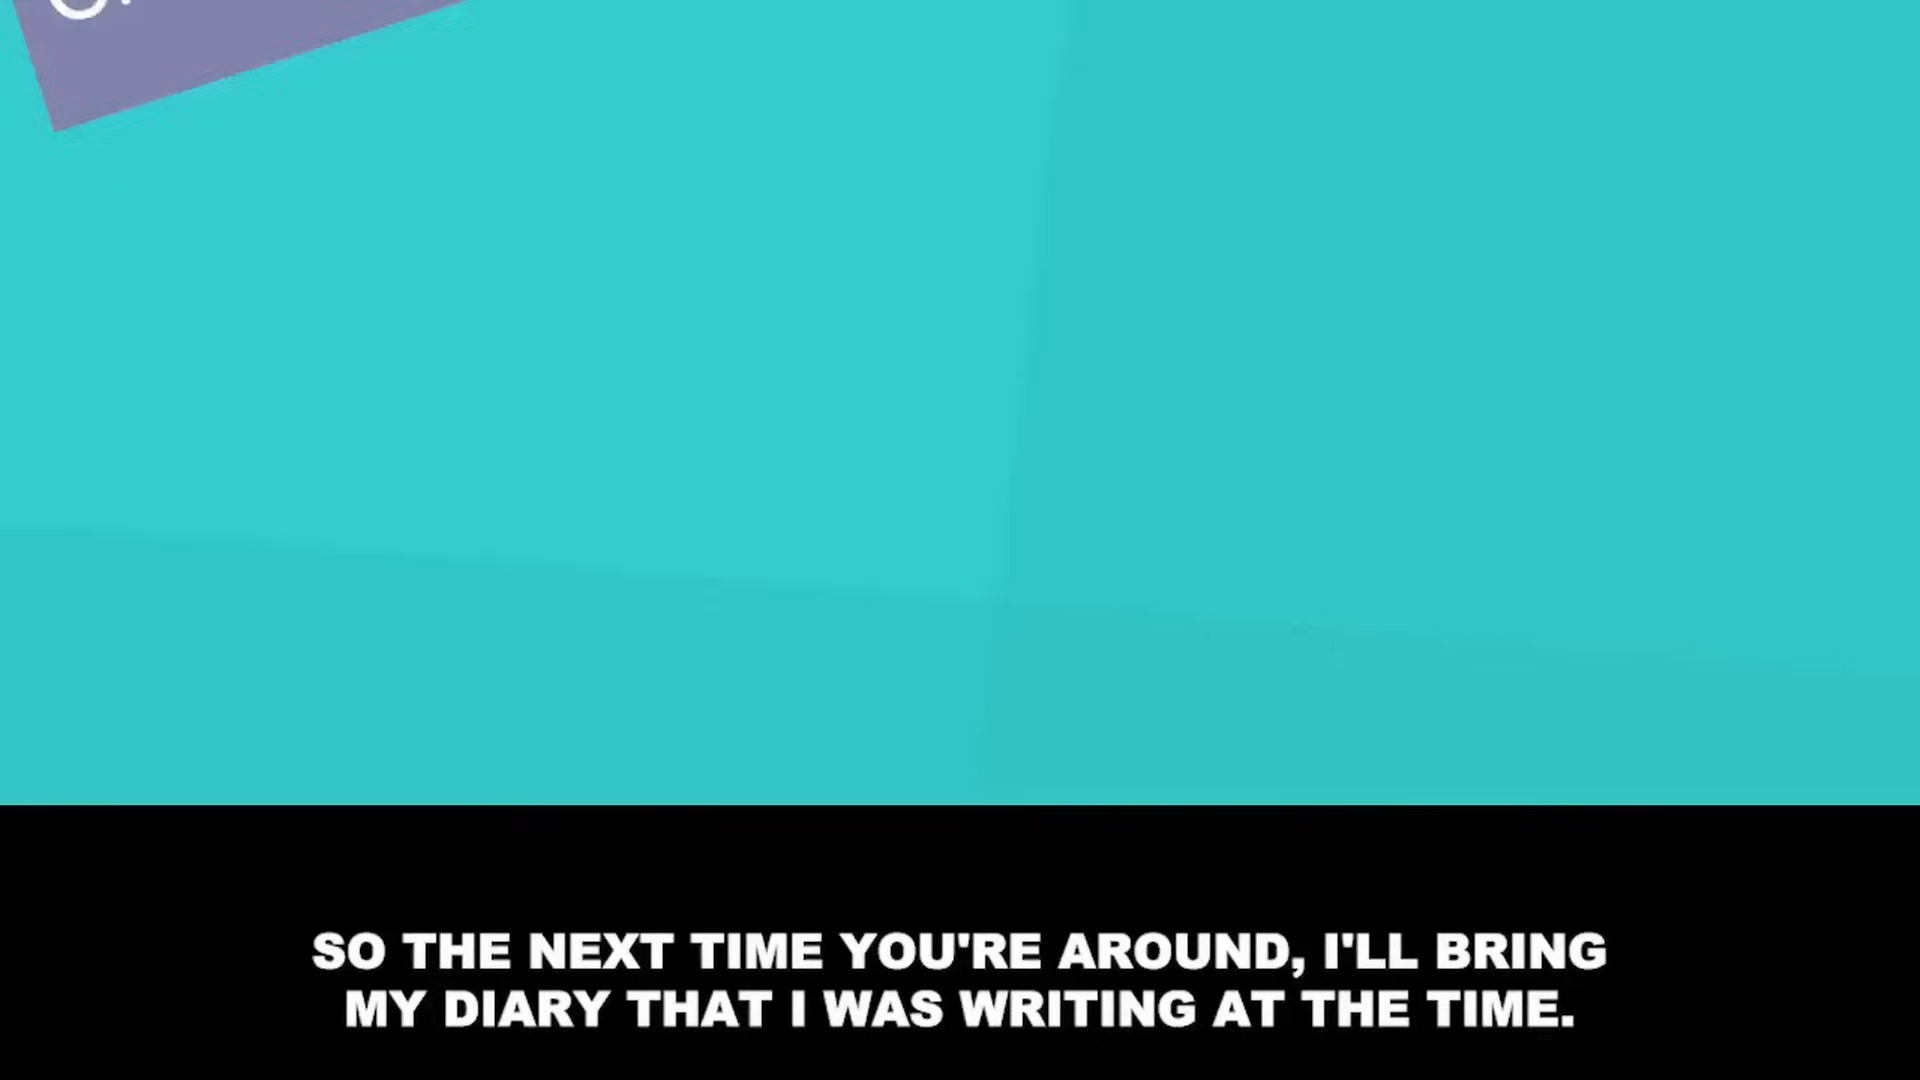 SO THE NEXT TIME YOU'RE AROUND, I'LL BRING
MY DIARY THAT I WAS WRITING AT THE TIME.